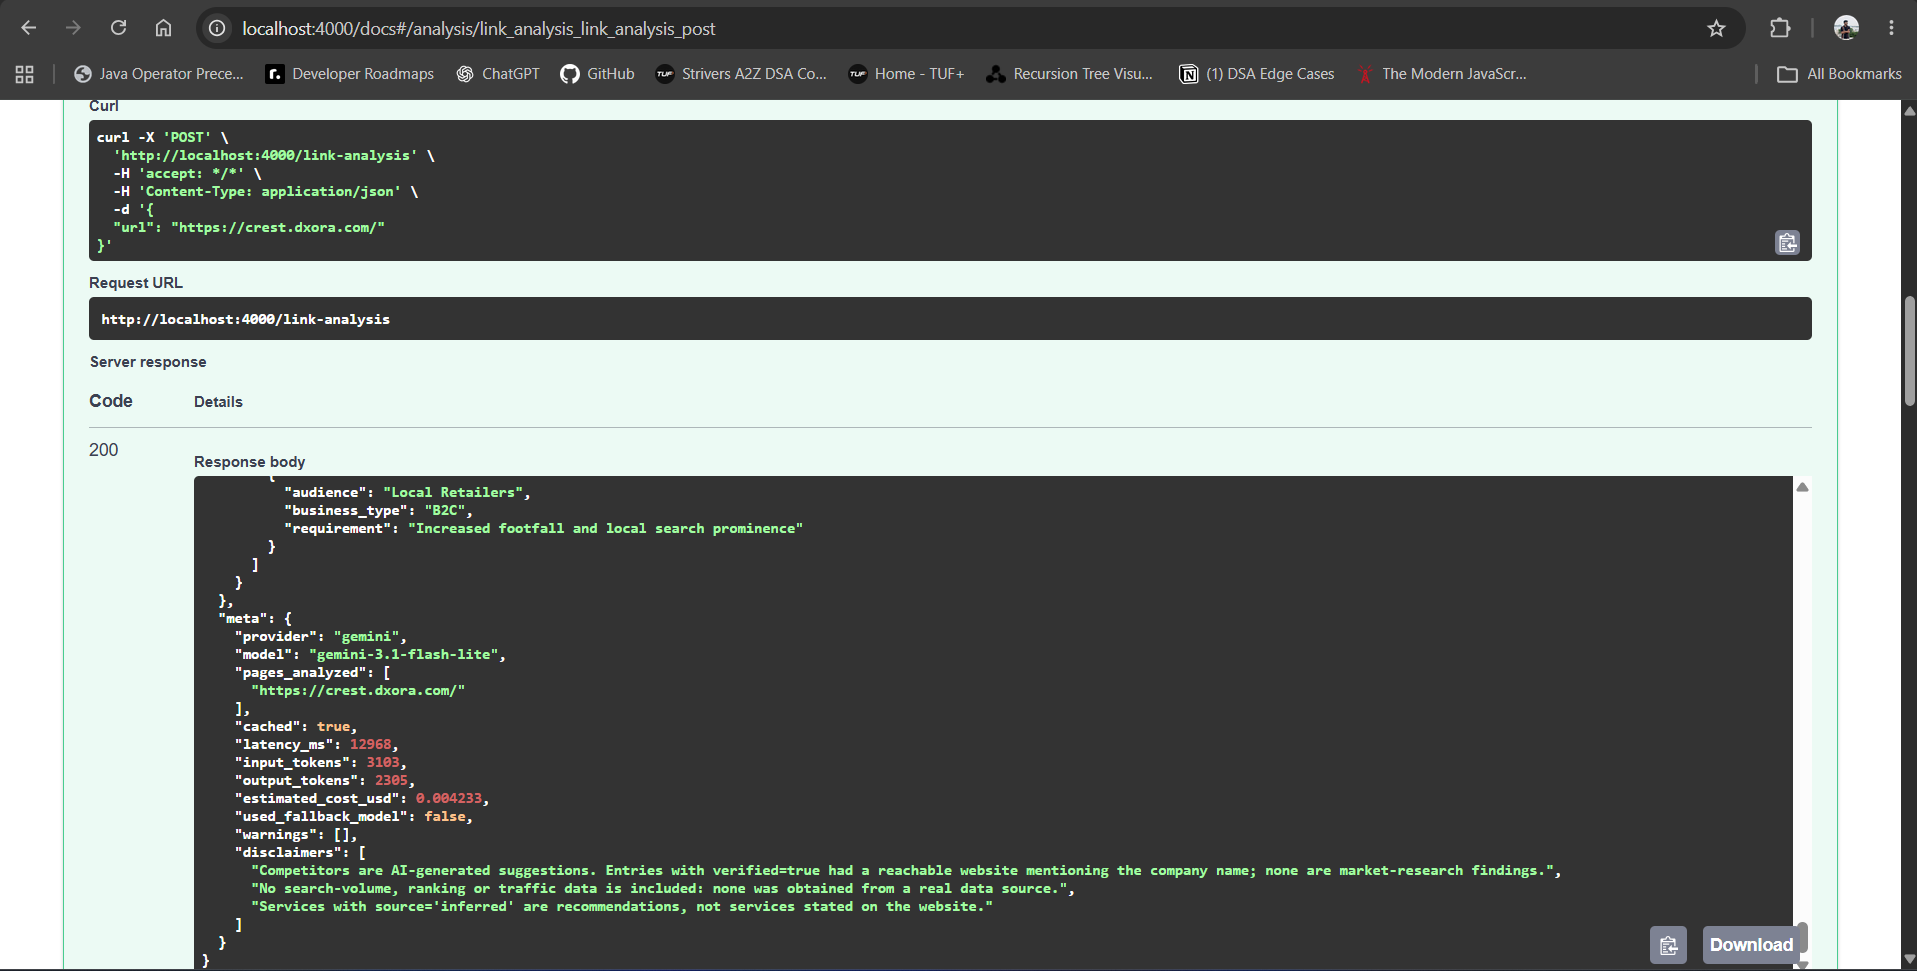 localhost:4000/docs#/analysis/link_analysis_link_analysis_post
Java Operator Prece... Developer Roadmaps ChatGPT GitHub Strivers A2Z DSA Co... Home - TUF+ Recursion Tree Visu... (1) DSA Edge Cases The Modern JavaScr... All Bookmarks
Curl
curl -X 'POST' \
'http://localhost:4000/link-analysis' \
-H 'accept: */*' \
-H 'Content-Type: application/json' \
-d '{
"url": "https://crest.dxora.com/"
}'
Request URL
http://localhost:4000/link-analysis
Server response
Code Details
200
Response body
{
"audience": "Local Retailers",
"business_type": "B2C",
"requirement": "Increased footfall and local search prominence"
}
]
}
},
"meta": {
"provider": "gemini",
"model": "gemini-3.1-flash-lite",
"pages_analyzed": [
"https://crest.dxora.com/"
],
"cached": true,
"latency_ms": 12968,
"input_tokens": 3103,
"output_tokens": 2305,
"estimated_cost_usd": 0.004233,
"used_fallback_model": false,
"warnings": [],
"disclaimers": [
"Competitors are AI-generated suggestions. Entries with verified=true had a reachable website mentioning the company name; none are market-research findings.",
"No search-volume, ranking or traffic data is included: none was obtained from a real data source.",
"Services with source='inferred' are recommendations, not services stated on the website."
]
}
}
Download